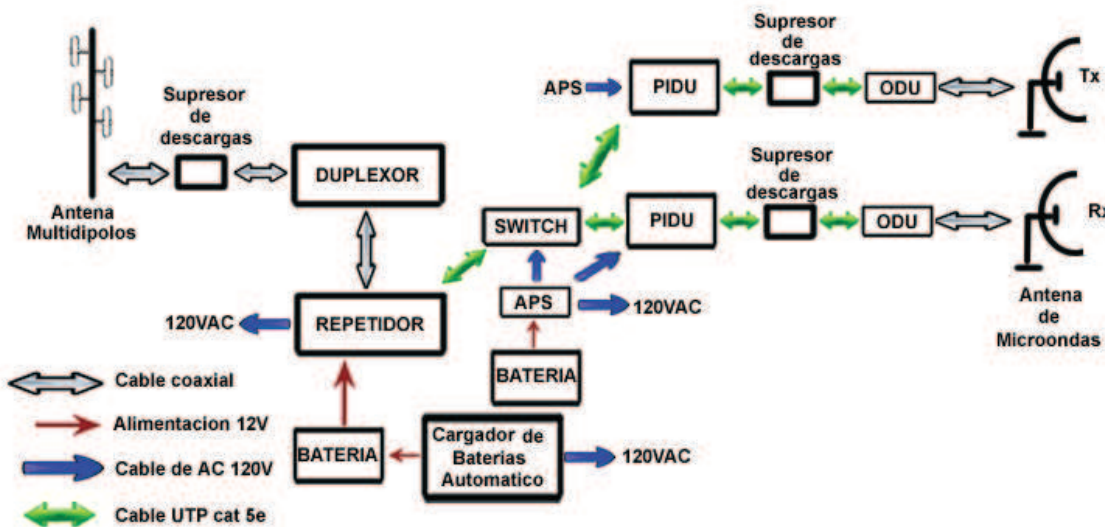 Supresor
de
descargas
Antena
Multidipolos
DUPLEXOR
REPETIDOR
120VAC
BATERIA
Cargador de
Baterias
Automatico
120VAC
SWITCH
APS
120VAC
BATERIA
APS
PIDU
Supresor
de
descargas
ODU
Tx
PIDU
Supresor
de
descargas
ODU
Rx
Antena
de
Microondas
Cable coaxial
Alimentacion 12V
Cable de AC 120V
Cable UTP cat 5e